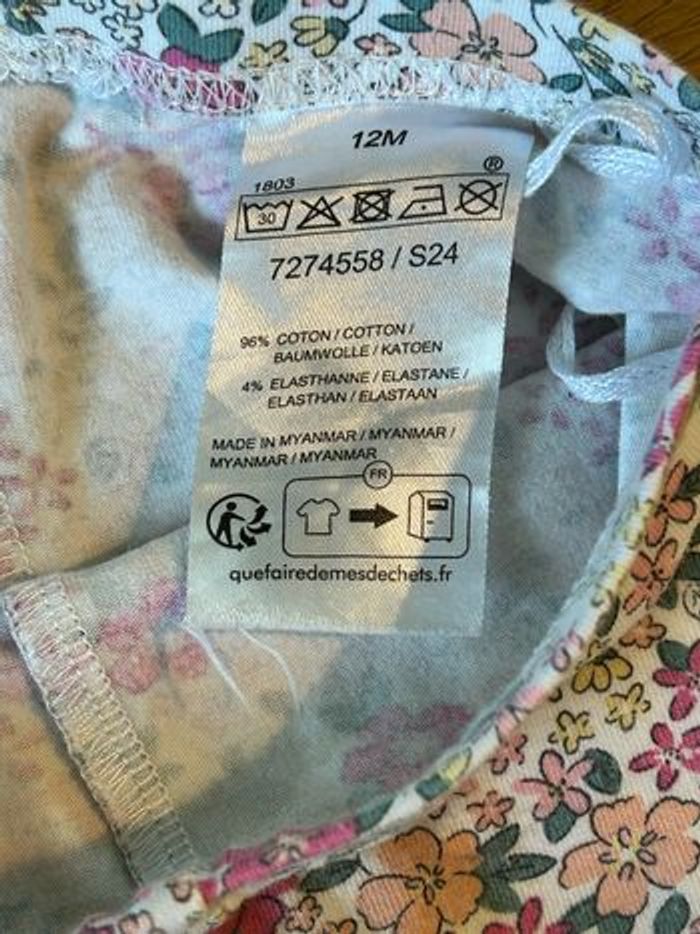 12M
®
1803
30
7274558 / S24
96% COTON / COTTON /
BAUMWOLLE / KATOEN
4% ELASTHANNE / ELASTANE /
ELASTHAN / ELASTAAN
MADE IN MYANMAR / MYANMAR /
MYANMAR / MYANMAR
FR
quefairedemesdechets.fr